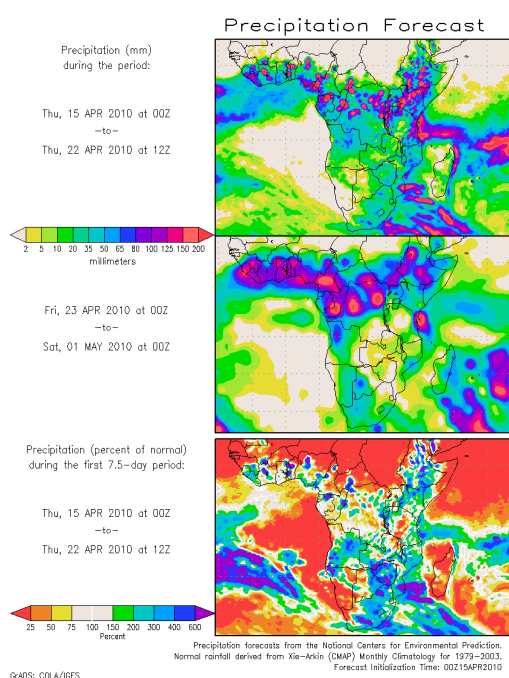 Precipitation Forecast
Precipitation (mm)
during the period:
Thu, 15 APR 2010 at 00Z
—to—
Thu, 22 APR 2010 at 12Z
2 5 10 20 35 50 65 80 100 125 150 200
millimeters
Fri, 23 APR 2010 at 00Z
—to—
Sat, 01 MAY 2010 at 00Z
Precipitation (percent of normal)
during the first 7.5-day period:
Thu, 15 APR 2010 at 00Z
—to—
Thu, 22 APR 2010 at 12Z
25 50 75 100 150 200 300 400 600
Percent
Precipitation forecasts from the National Centers for Environmental Prediction.
Normal rainfall derived from Xie-Arkin (CMAP) Monthly Climatology for 1979-2003.
Forecast Initialization Time: 00Z15APR2010
GrADS: COLA/IGES